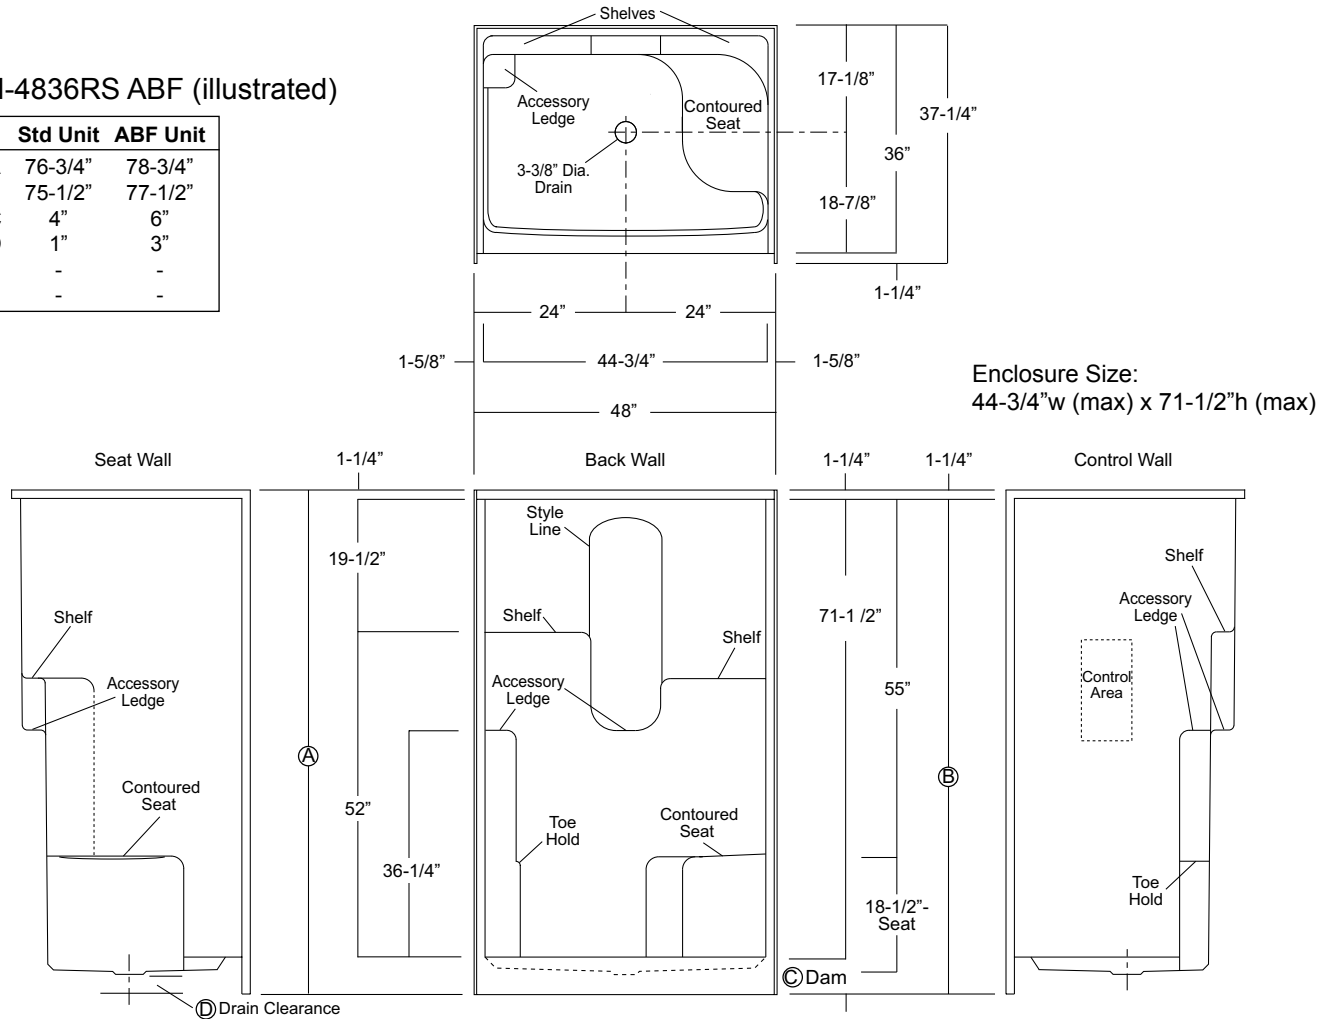 Shelves
-4836RS ABF (illustrated)
Std Unit ABF Unit
76-3/4” 78-3/4”
75-1/2” 77-1/2”
4” 6”
1” 3”
- -
- -
Accessory
Ledge
Contoured
Seat
3-3/8” Dia.
Drain
17-1/8”
37-1/4”
36”
18-7/8”
1-1/4”
24” 24”
1-5/8” 44-3/4” 1-5/8”
48”
Enclosure Size:
44-3/4”w (max) x 71-1/2”h (max)
Seat Wall 1-1/4” Back Wall 1-1/4” 1-1/4” Control Wall
Shelf
Accessory
Ledge
Contoured
Seat
D Drain Clearance
A
19-1/2”
52”
36-1/4”
Style
Line
Shelf
Shelf
Accessory
Ledge
Toe
Hold
Contoured
Seat
C Dam
71-1 /2”
55”
18-1/2”-
Seat
B
Shelf
Accessory
Ledge
Control
Area
Toe
Hold